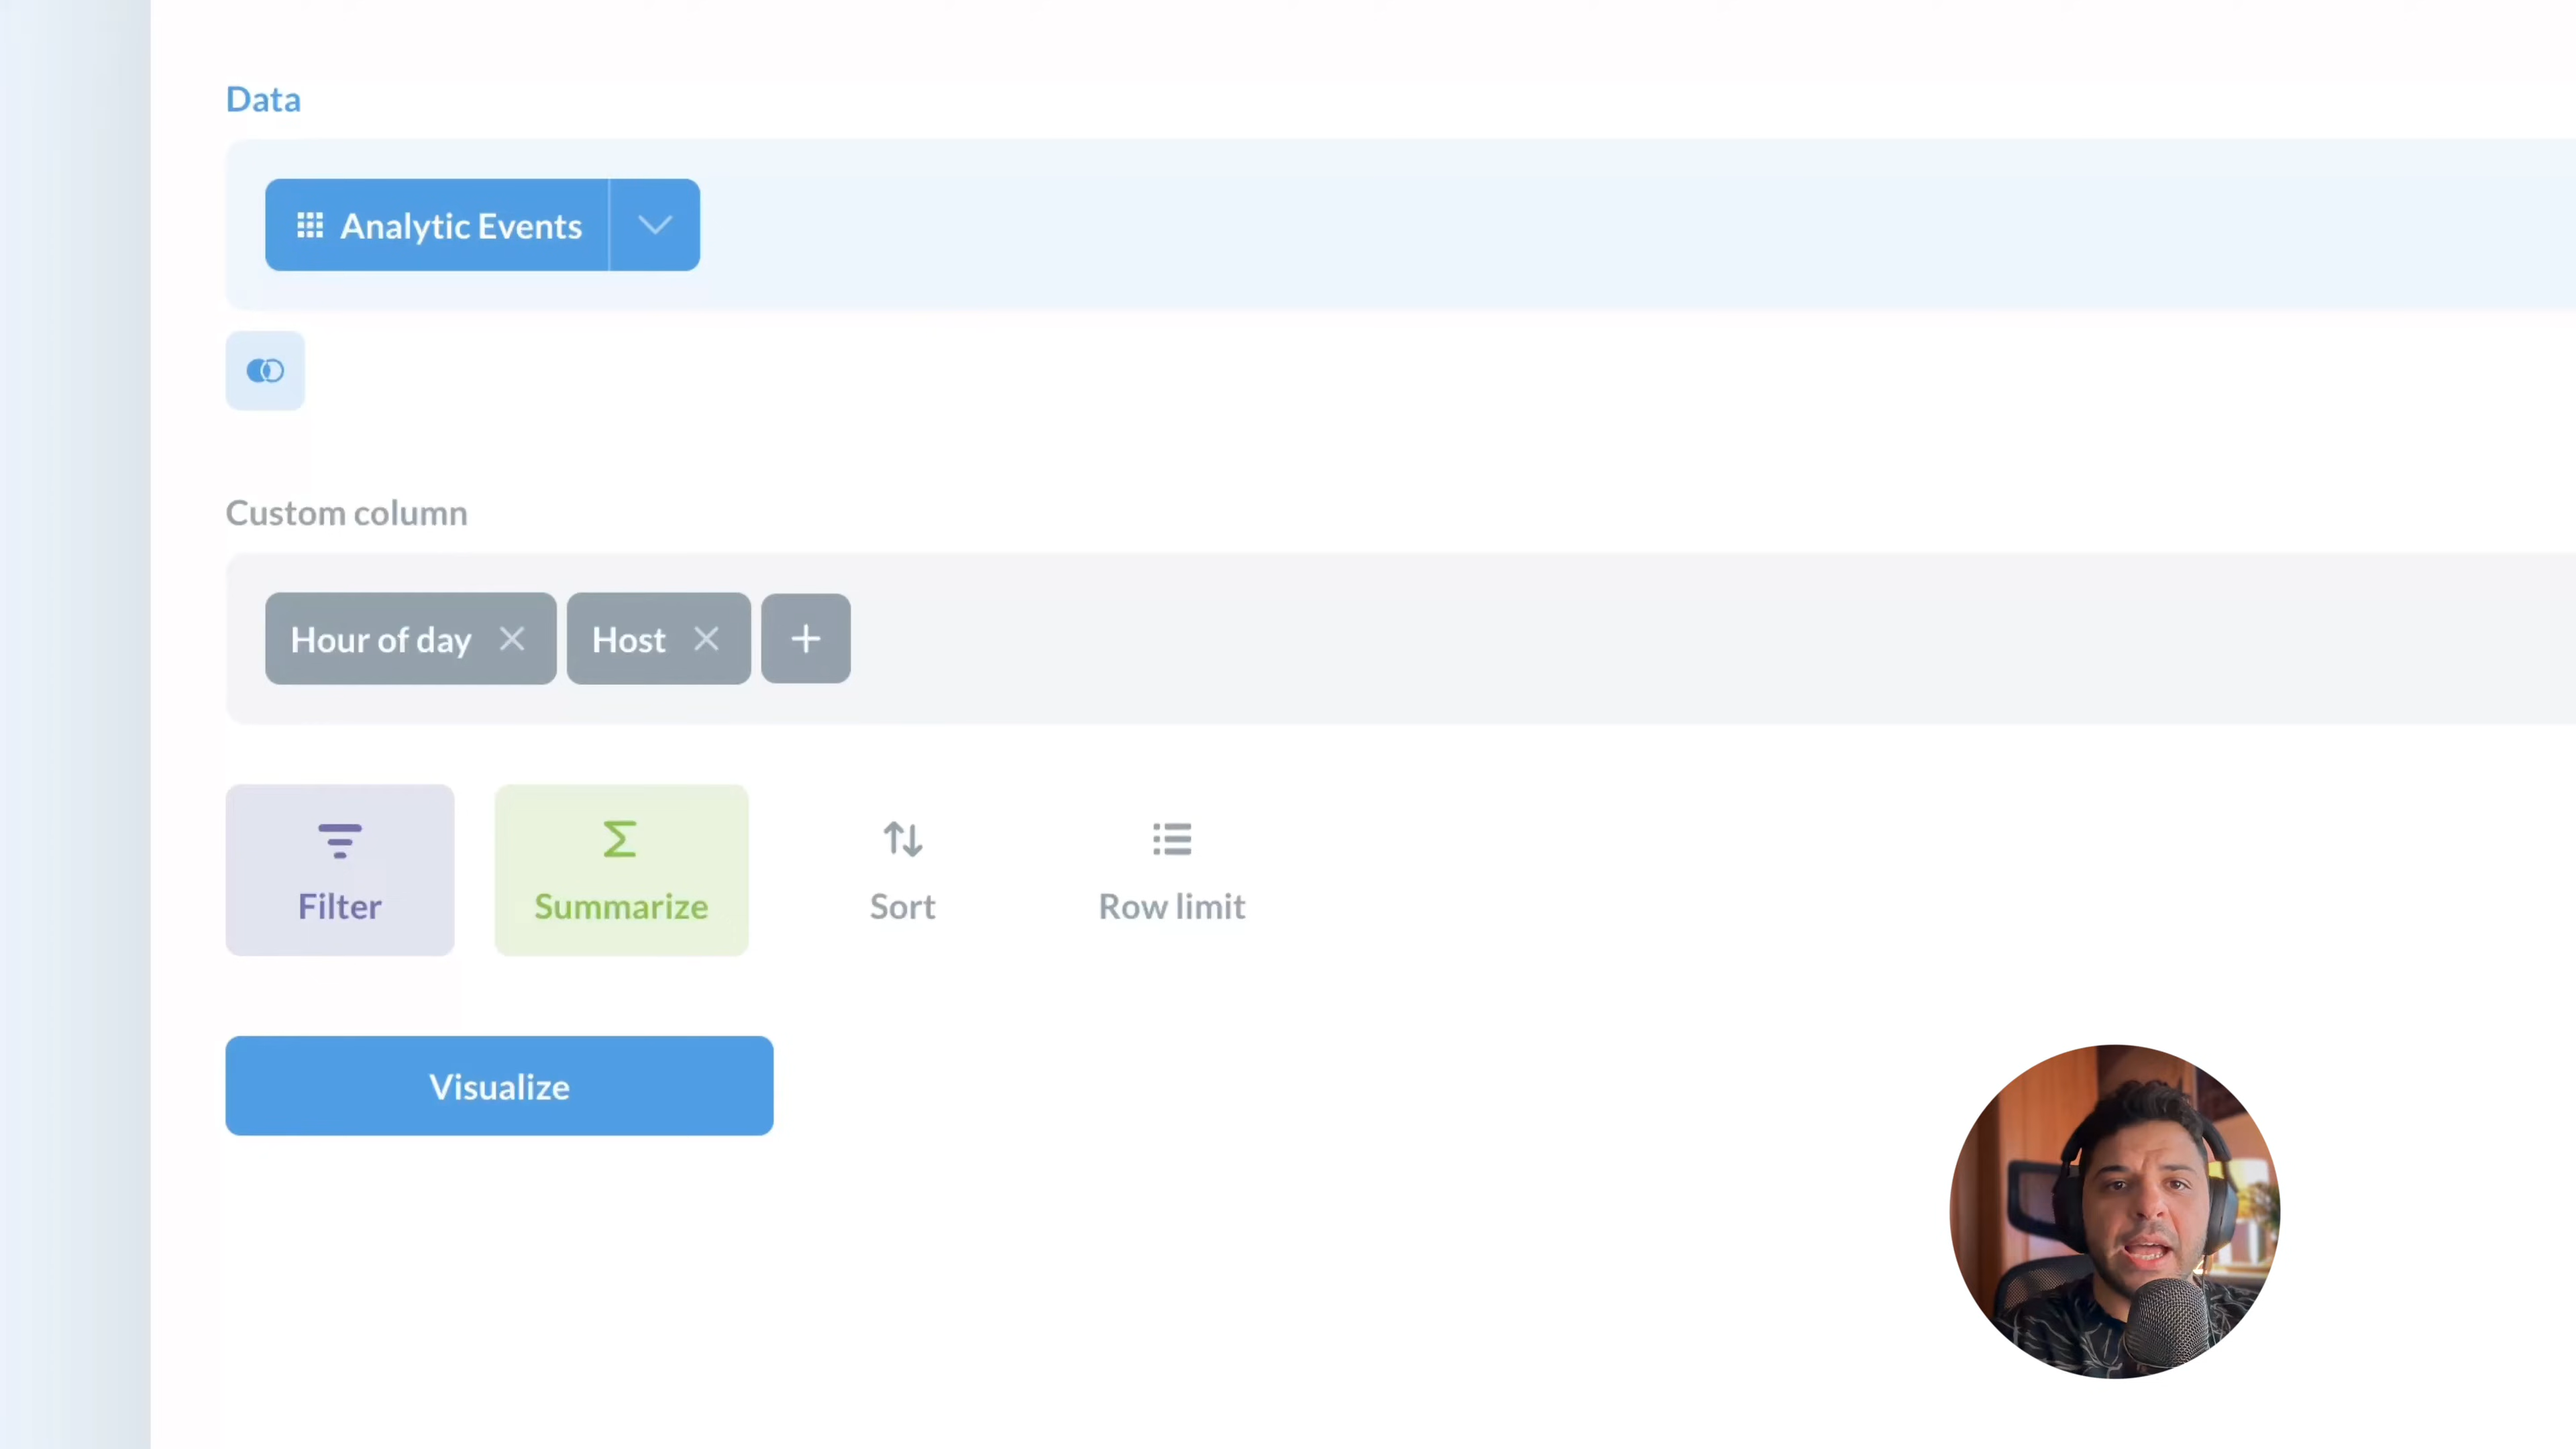 Data
Analytic Events
Custom column
Hour of day
Host
Filter
Summarize
Sort
Row limit
Visualize